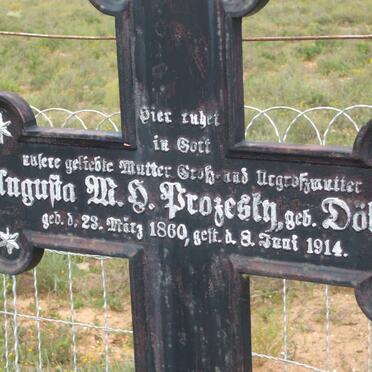 Hier ruhet
in Gott
unsere geliebte Mutter Groß- und Urgroßmutter
Augusta M. H. Prozesky, geb. Döh
geb. d. 23. März 1860, gest. d. 8. Juni 1914.